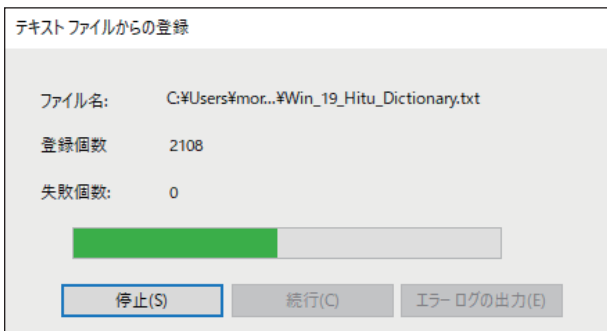 テキスト ファイルからの登録
ファイル名: C:¥Users¥mor...¥Win_19_Hitu_Dictionary.txt
登録個数 2108
失敗個数: 0
停止(S) 続行(C) エラー ログの出力(E)